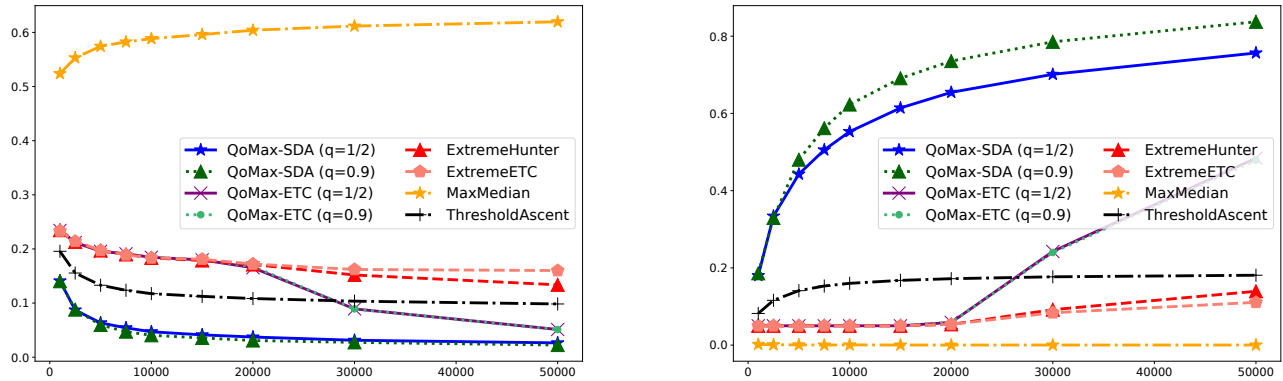 0.6
0.5
0.4
0.3
0.2
0.1
0.0
QoMax-SDA (q=1/2)
QoMax-SDA (q=0.9)
QoMax-ETC (q=1/2)
QoMax-ETC (q=0.9)
ExtremeHunter
ExtremeETC
MaxMedian
ThresholdAscent
0 10000 20000 30000 40000 50000
0.8
0.6
0.4
0.2
0.0
QoMax-SDA (q=1/2)
QoMax-SDA (q=0.9)
QoMax-ETC (q=1/2)
QoMax-ETC (q=0.9)
ExtremeHunter
ExtremeETC
MaxMedian
ThresholdAscent
0 10000 20000 30000 40000 50000